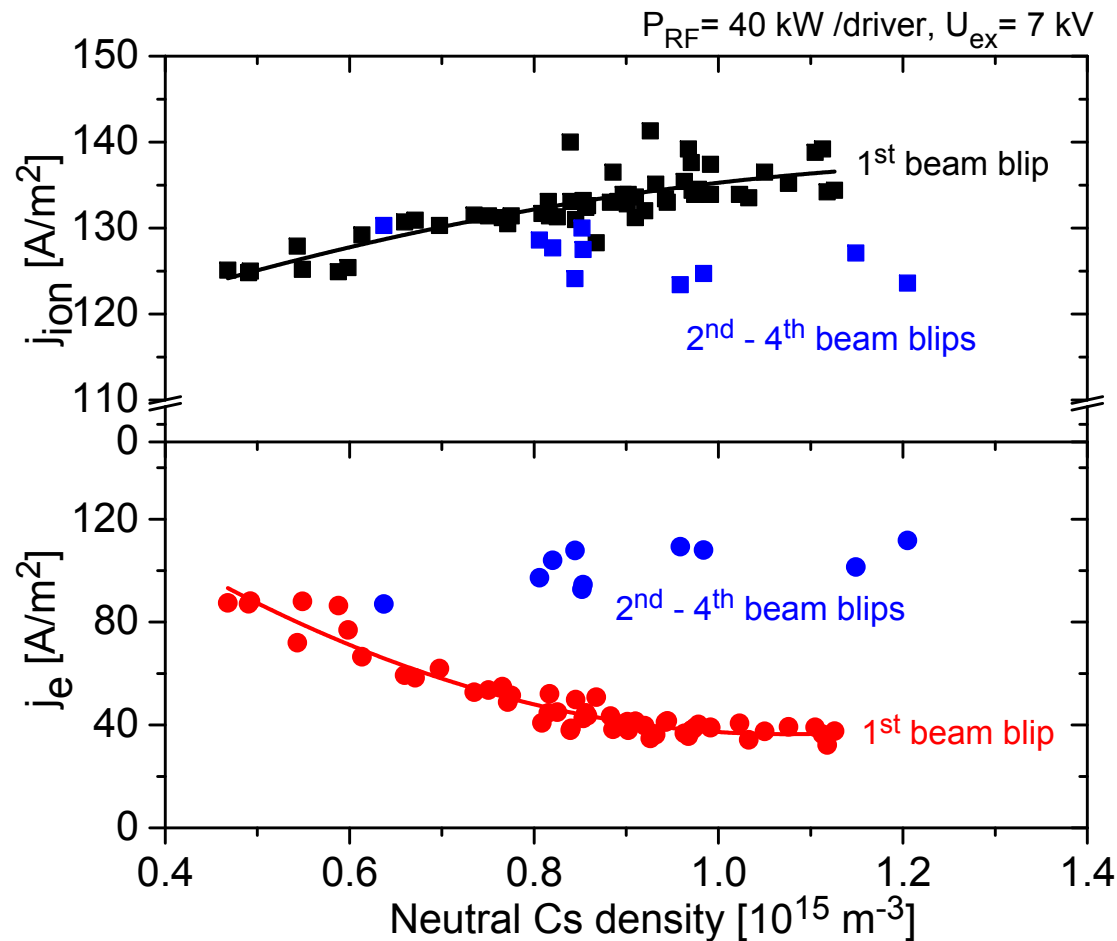 P_RF= 40 kW /driver, U_ex= 7 kV
150
140
130
120
110
j_ion [A/m²]
1st beam blip
2nd - 4th beam blips
0
120
80
40
0
j_e [A/m²]
2nd - 4th beam blips
1st beam blip
0.4 0.6 0.8 1.0 1.2 1.4
Neutral Cs density [10¹⁵ m⁻³]